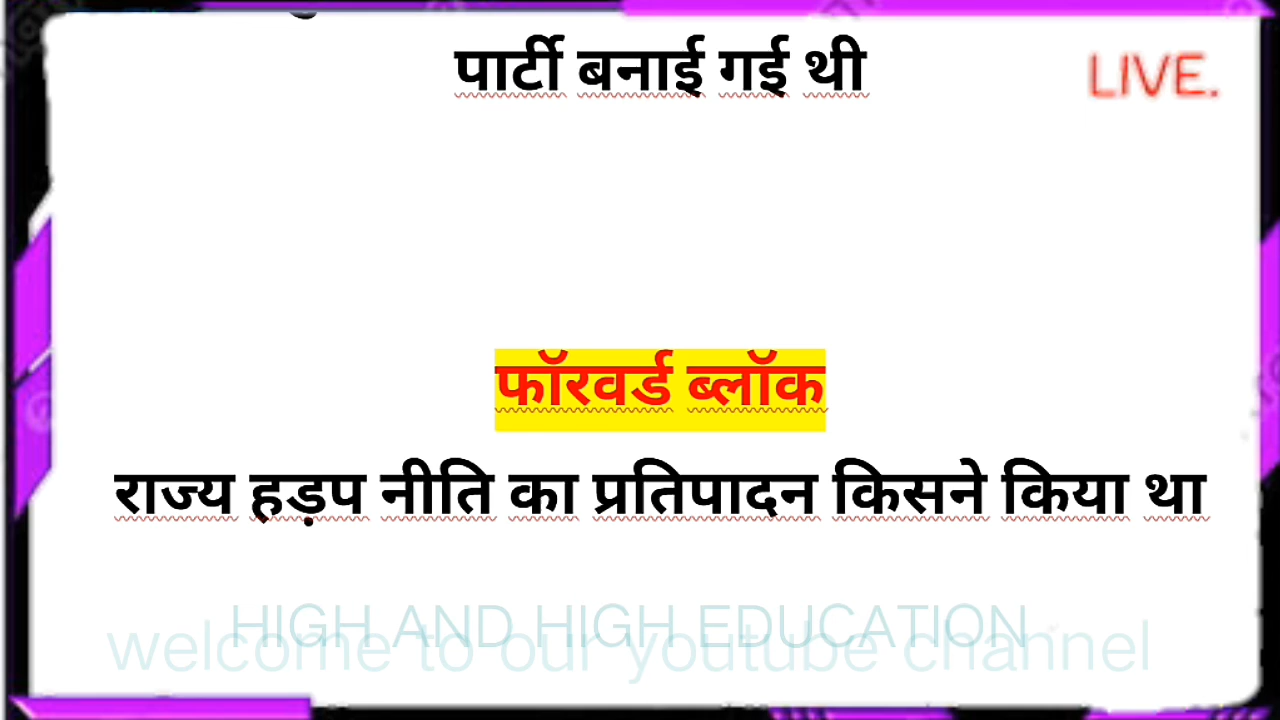 पार्टी बनाई गई थी
LIVE.
फॉरवर्ड ब्लॉक
राज्य हड़प नीति का प्रतिपादन किसने किया था
HIGH AND HIGH EDUCATION
welcome to our youtube channel